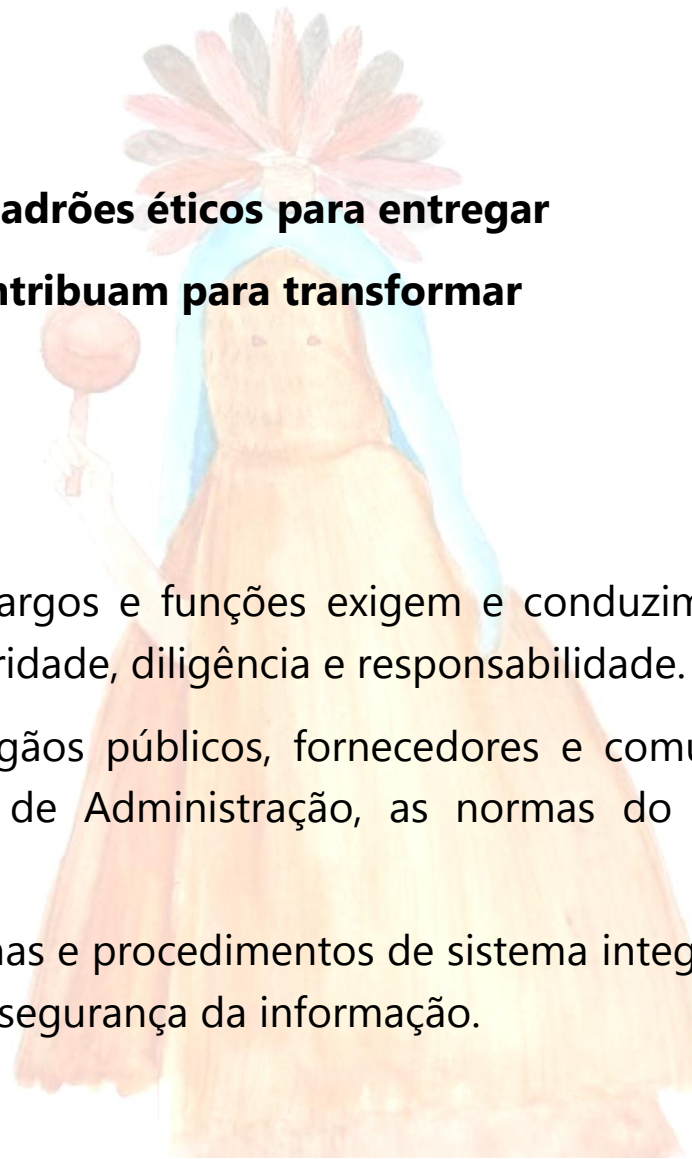 adrões éticos para entregar
ntribuam para transformar
argos e funções exigem e conduzim
ridade, diligência e responsabilidade.
gãos públicos, fornecedores e comu
de Administração, as normas do
nas e procedimentos de sistema integ
segurança da informação.